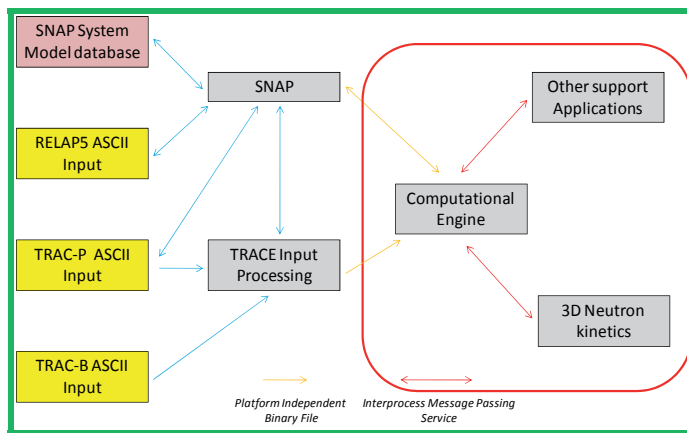 SNAP System
Model database
SNAP
Other support
Applications
RELAP5 ASCII
Input
Computational
Engine
TRAC-P ASCII
Input
TRACE Input
Processing
3D Neutron
kinetics
TRAC-B ASCII
Input
Platform Independent
Binary File
Interprocess Message Passing
Service